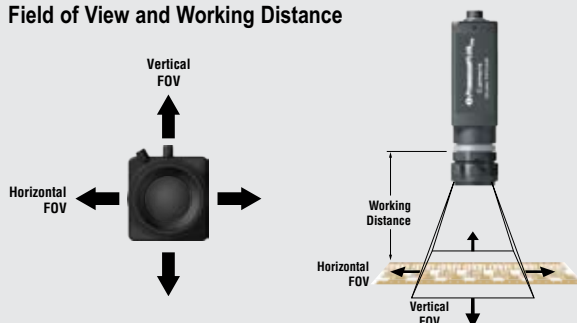 Field of View and Working Distance
Vertical
FOV
Horizontal
FOV
Working
Distance
Horizontal
FOV
Vertical
FOV